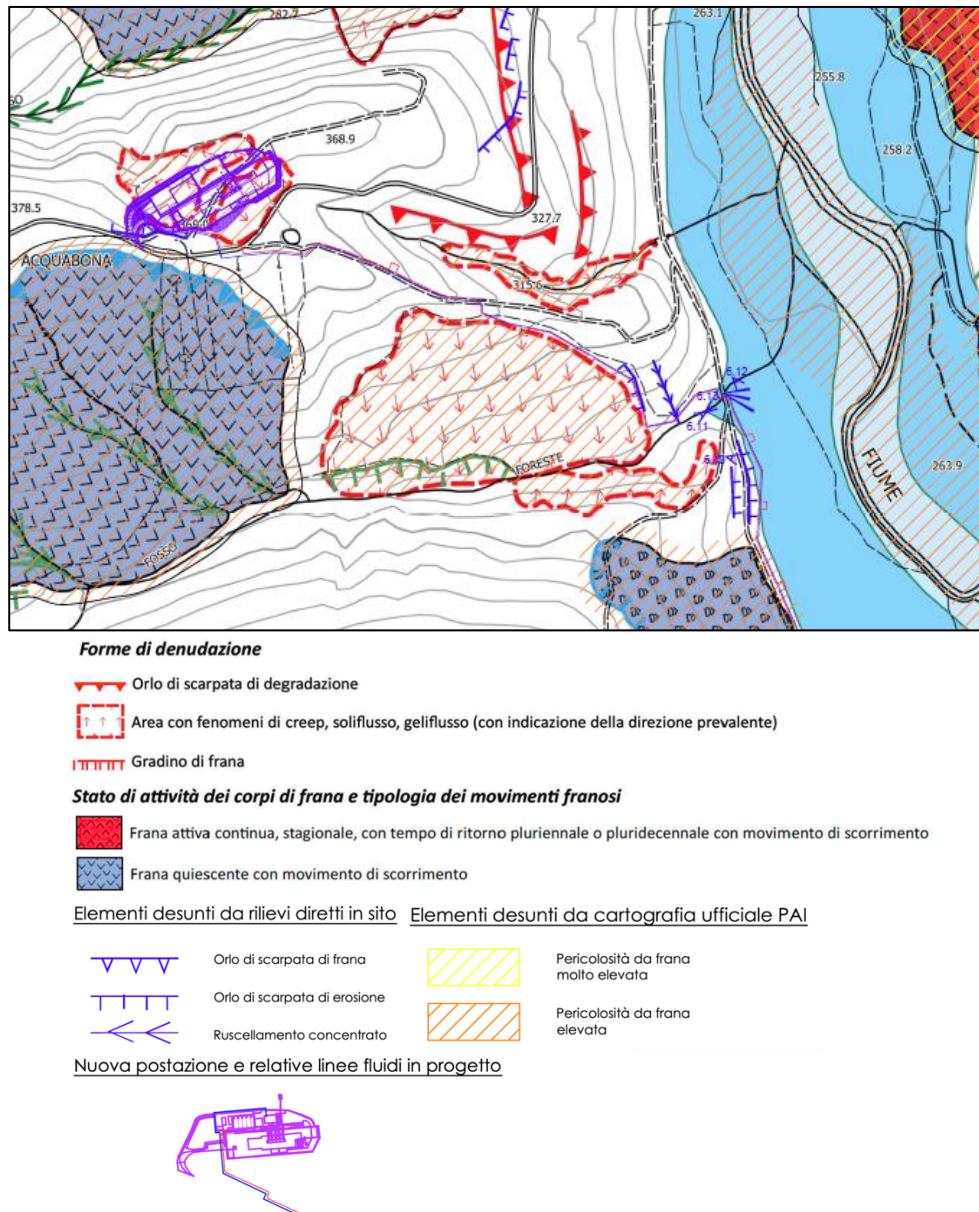 282.7
263.1
255.8
368.9
258.2
378.5
327.7
ACQUABONA
315.6
6.12
6.11
FORESTE
FIUME
263.9
FOSSO
Forme di denudazione
Orlo di scarpata di degradazione
Area con fenomeni di creep, soliflusso, geliflusso (con indicazione della direzione prevalente)
Gradino di frana
Stato di attività dei corpi di frana e tipologia dei movimenti franosi
Frana attiva continua, stagionale, con tempo di ritorno pluriennale o pluridecennale con movimento di scorrimento
Frana quiescente con movimento di scorrimento
Elementi desunti da rilievi diretti in sito Elementi desunti da cartografia ufficiale PAI
Orlo di scarpata di frana
Pericolosità da frana
molto elevata
Orlo di scarpata di erosione
Pericolosità da frana
elevata
Ruscellamento concentrato
Nuova postazione e relative linee fluidi in progetto